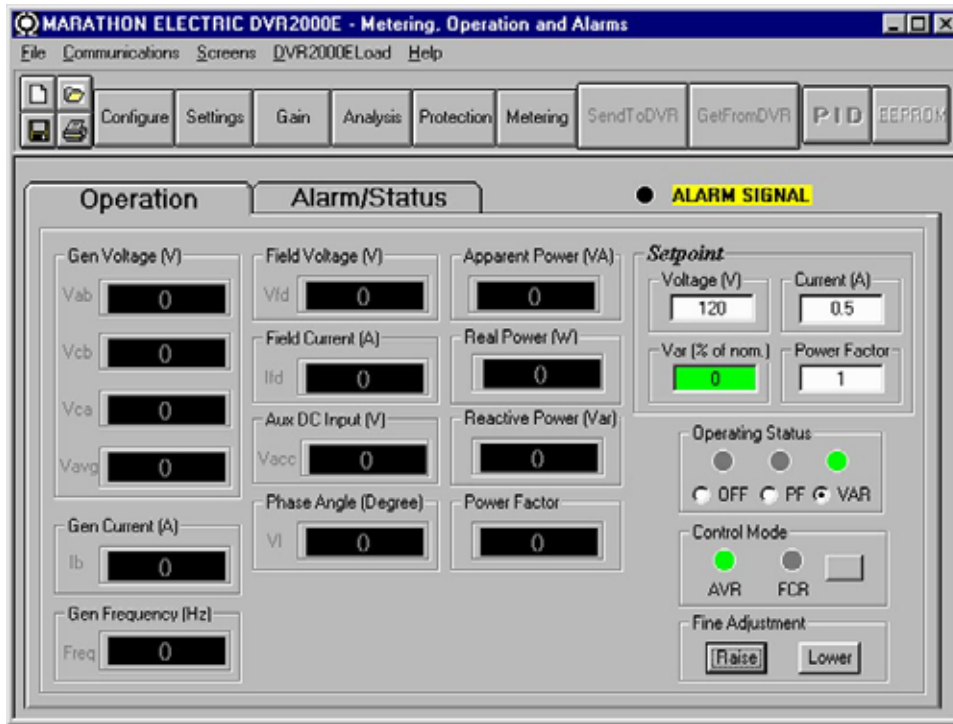 MARATHON ELECTRIC DVR2000E - Metering, Operation and Alarms
File Communications Screens DVR2000ELoad Help
Configure Settings Gain Analysis Protection Metering SendToDVR GetFromDVR PID EEPROM
Operation Alarm/Status ALARM SIGNAL
Gen Voltage (V)
Vab 0
Vcb 0
Vca 0
Vavg 0
Gen Current (A)
Ib 0
Gen Frequency (Hz)
Freq 0
Field Voltage (V)
Vfd 0
Field Current (A)
Ifd 0
Aux DC Input (V)
Vacc 0
Phase Angle (Degree)
VI 0
Apparent Power (VA)
0
Real Power (W)
0
Reactive Power (Var)
0
Power Factor
0
Setpoint
Voltage (V) Current (A)
120 0.5
Var (% of nom.) Power Factor
0 1
Operating Status
OFF PF VAR
Control Mode
AVR FCR
Fine Adjustment
Raise Lower